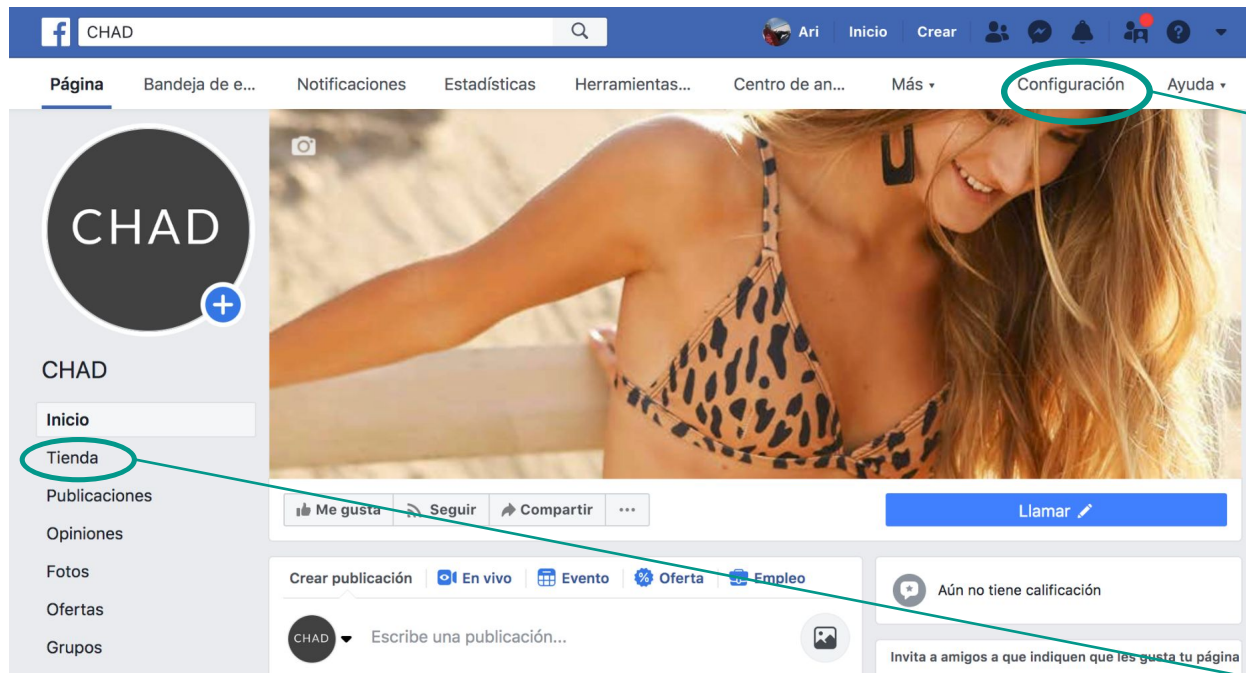 f CHAD Ari Inicio Crear
Página Bandeja de e... Notificaciones Estadísticas Herramientas... Centro de an... Más Configuración Ayuda
CHAD
CHAD
Inicio
Tienda
Publicaciones
Opiniones
Fotos
Ofertas
Grupos
Me gusta Seguir Compartir ... Llamar
Crear publicación En vivo Evento Oferta Empleo
CHAD Escribe una publicación...
Aún no tiene calificación
Invita a amigos a que indiquen que les gusta tu página